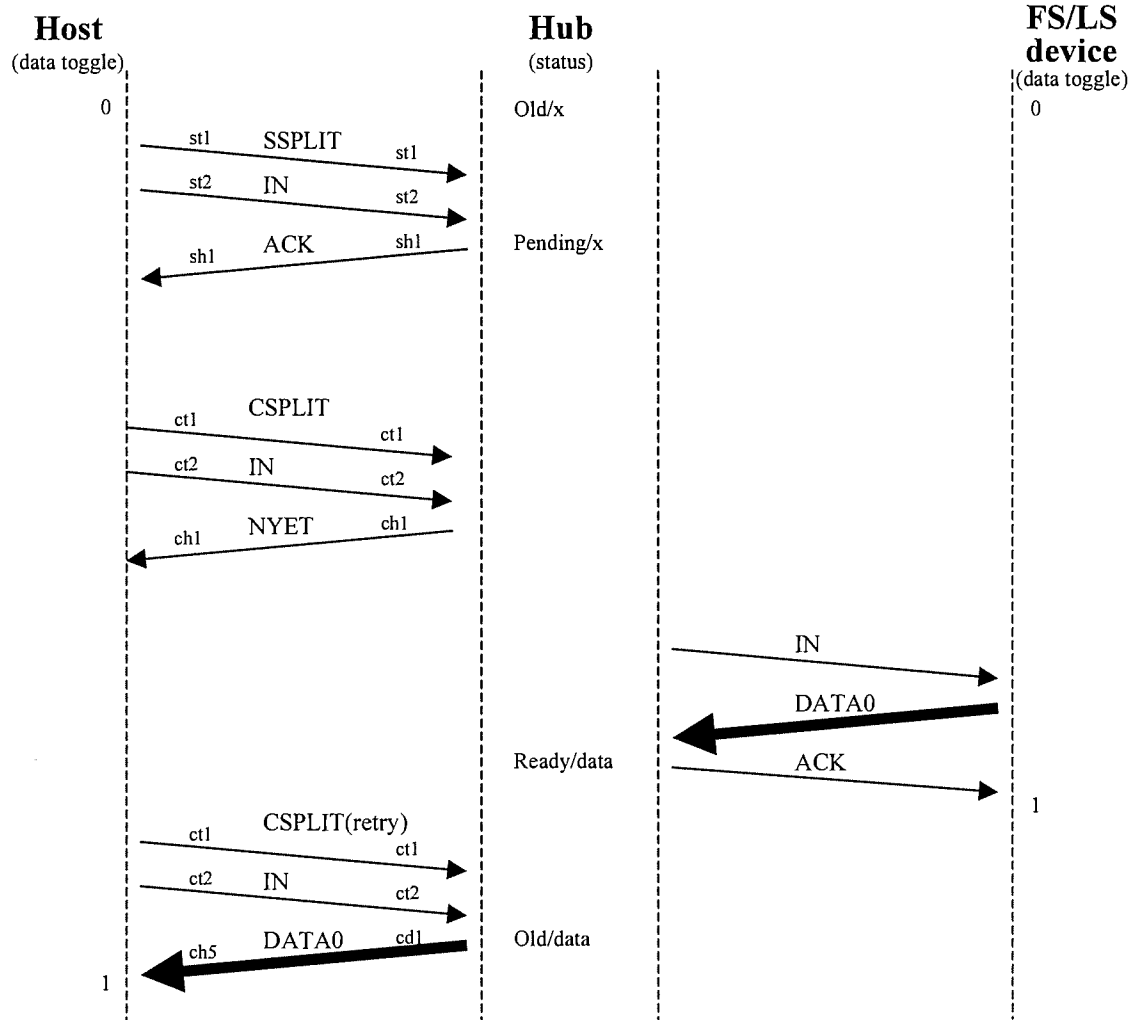 Host
(data toggle)
Hub
(status)
FS/LS
device
(data toggle)
0
Old/x
0
st1 SSPLIT st1
st2 IN st2
sh1 ACK sh1
Pending/x
CSPLIT
ct1 ct1
ct2 IN ct2
ch1 NYET ch1
IN
DATA0
Ready/data
ACK
1
CSPLIT(retry)
ct1 ct1
ct2 IN ct2
ch5 DATA0 cd1
Old/data
1